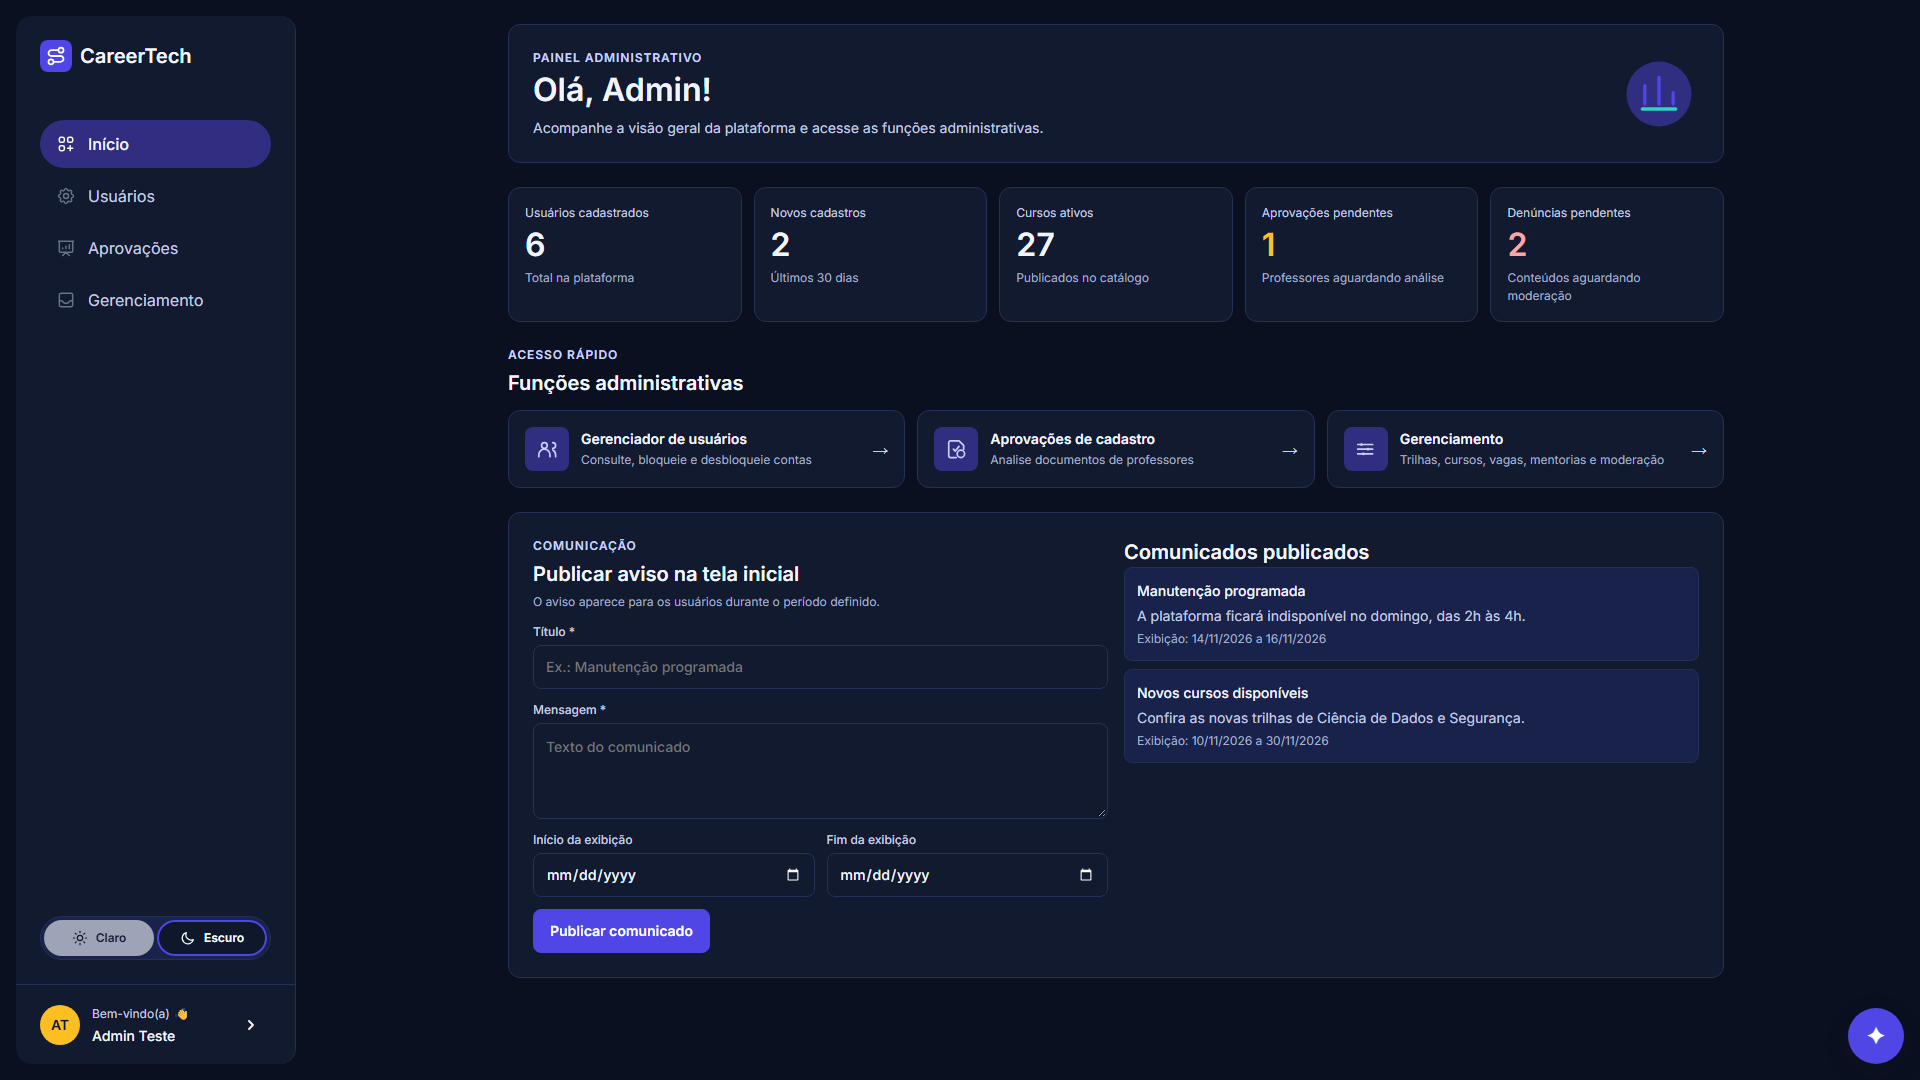 CareerTech
Início
Usuários
Aprovações
Gerenciamento
Claro
Escuro
AT
Bem-vindo(a) 👋
Admin Teste
PAINEL ADMINISTRATIVO
Olá, Admin!
Acompanhe a visão geral da plataforma e acesse as funções administrativas.
Usuários cadastrados
6
Total na plataforma
Novos cadastros
2
Últimos 30 dias
Cursos ativos
27
Publicados no catálogo
Aprovações pendentes
1
Professores aguardando análise
Denúncias pendentes
2
Conteúdos aguardando
moderação
ACESSO RÁPIDO
Funções administrativas
Gerenciador de usuários
Consulte, bloqueie e desbloqueie contas
→
Aprovações de cadastro
Analise documentos de professores
→
Gerenciamento
Trilhas, cursos, vagas, mentorias e moderação
→
COMUNICAÇÃO
Publicar aviso na tela inicial
O aviso aparece para os usuários durante o período definido.
Título *
Ex.: Manutenção programada
Mensagem *
Texto do comunicado
Início da exibição
mm/dd/yyyy
Fim da exibição
mm/dd/yyyy
Publicar comunicado
Comunicados publicados
Manutenção programada
A plataforma ficará indisponível no domingo, das 2h às 4h.
Exibição: 14/11/2026 a 16/11/2026
Novos cursos disponíveis
Confira as novas trilhas de Ciência de Dados e Segurança.
Exibição: 10/11/2026 a 30/11/2026